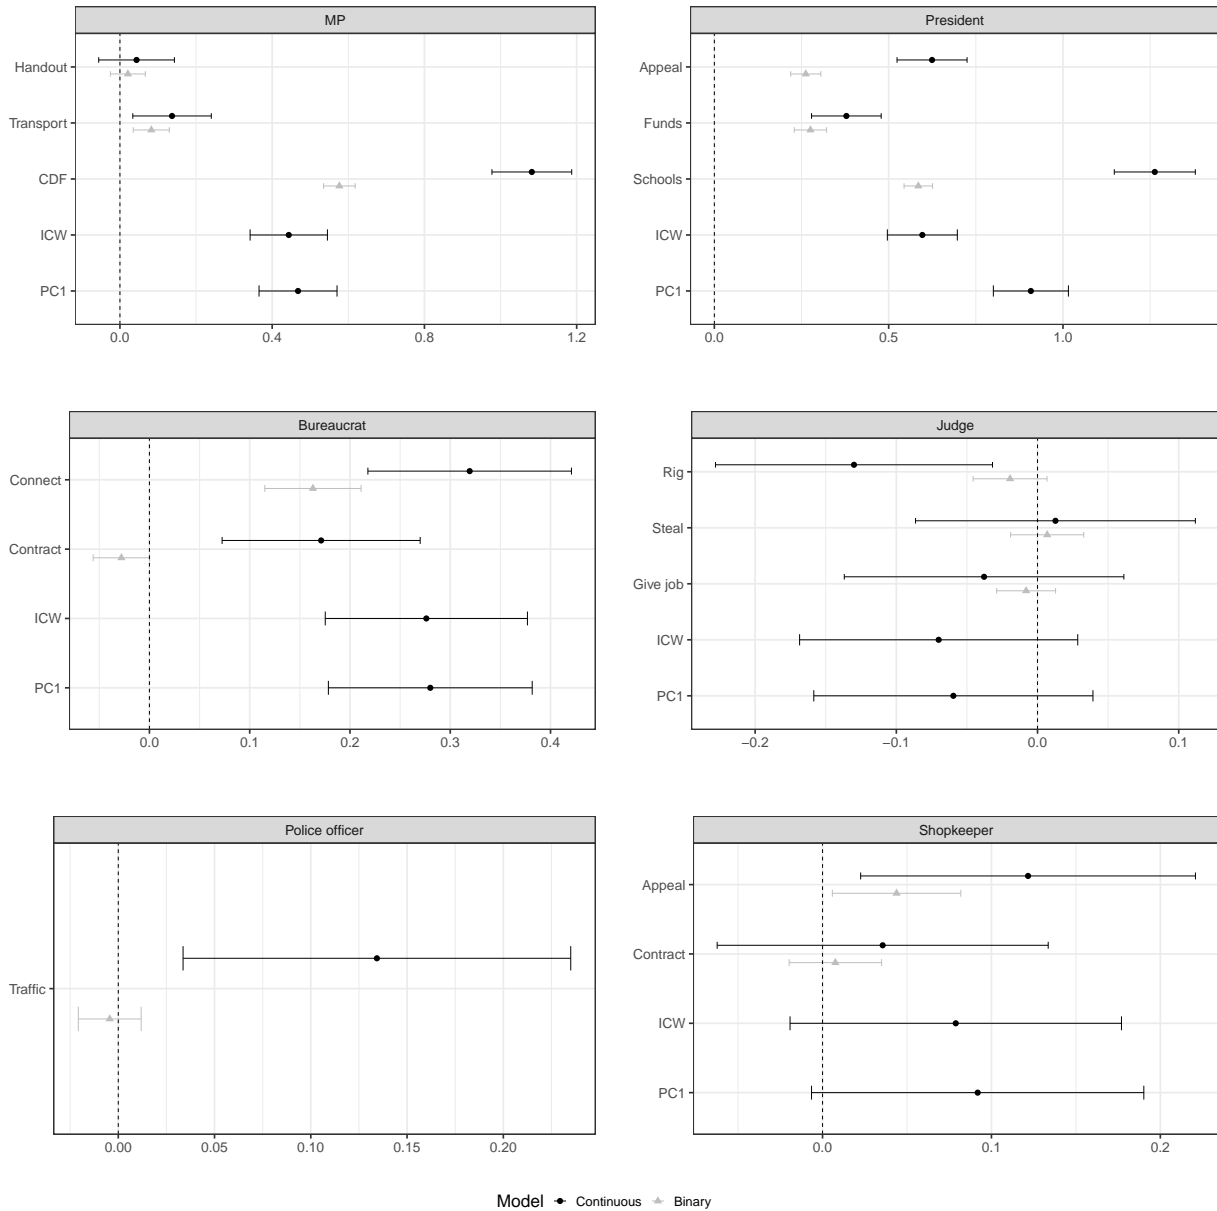 MP
Handout
Transport
CDF
ICW
PC1
0.0 0.4 0.8 1.2
President
Appeal
Funds
Schools
ICW
PC1
0.0 0.5 1.0
Bureaucrat
Connect
Contract
ICW
PC1
0.0 0.1 0.2 0.3 0.4
Judge
Rig
Steal
Give job
ICW
PC1
−0.2 −0.1 0.0 0.1
Police officer
Traffic
0.00 0.05 0.10 0.15 0.20
Shopkeeper
Appeal
Contract
ICW
PC1
0.0 0.1 0.2
Model Continuous Binary